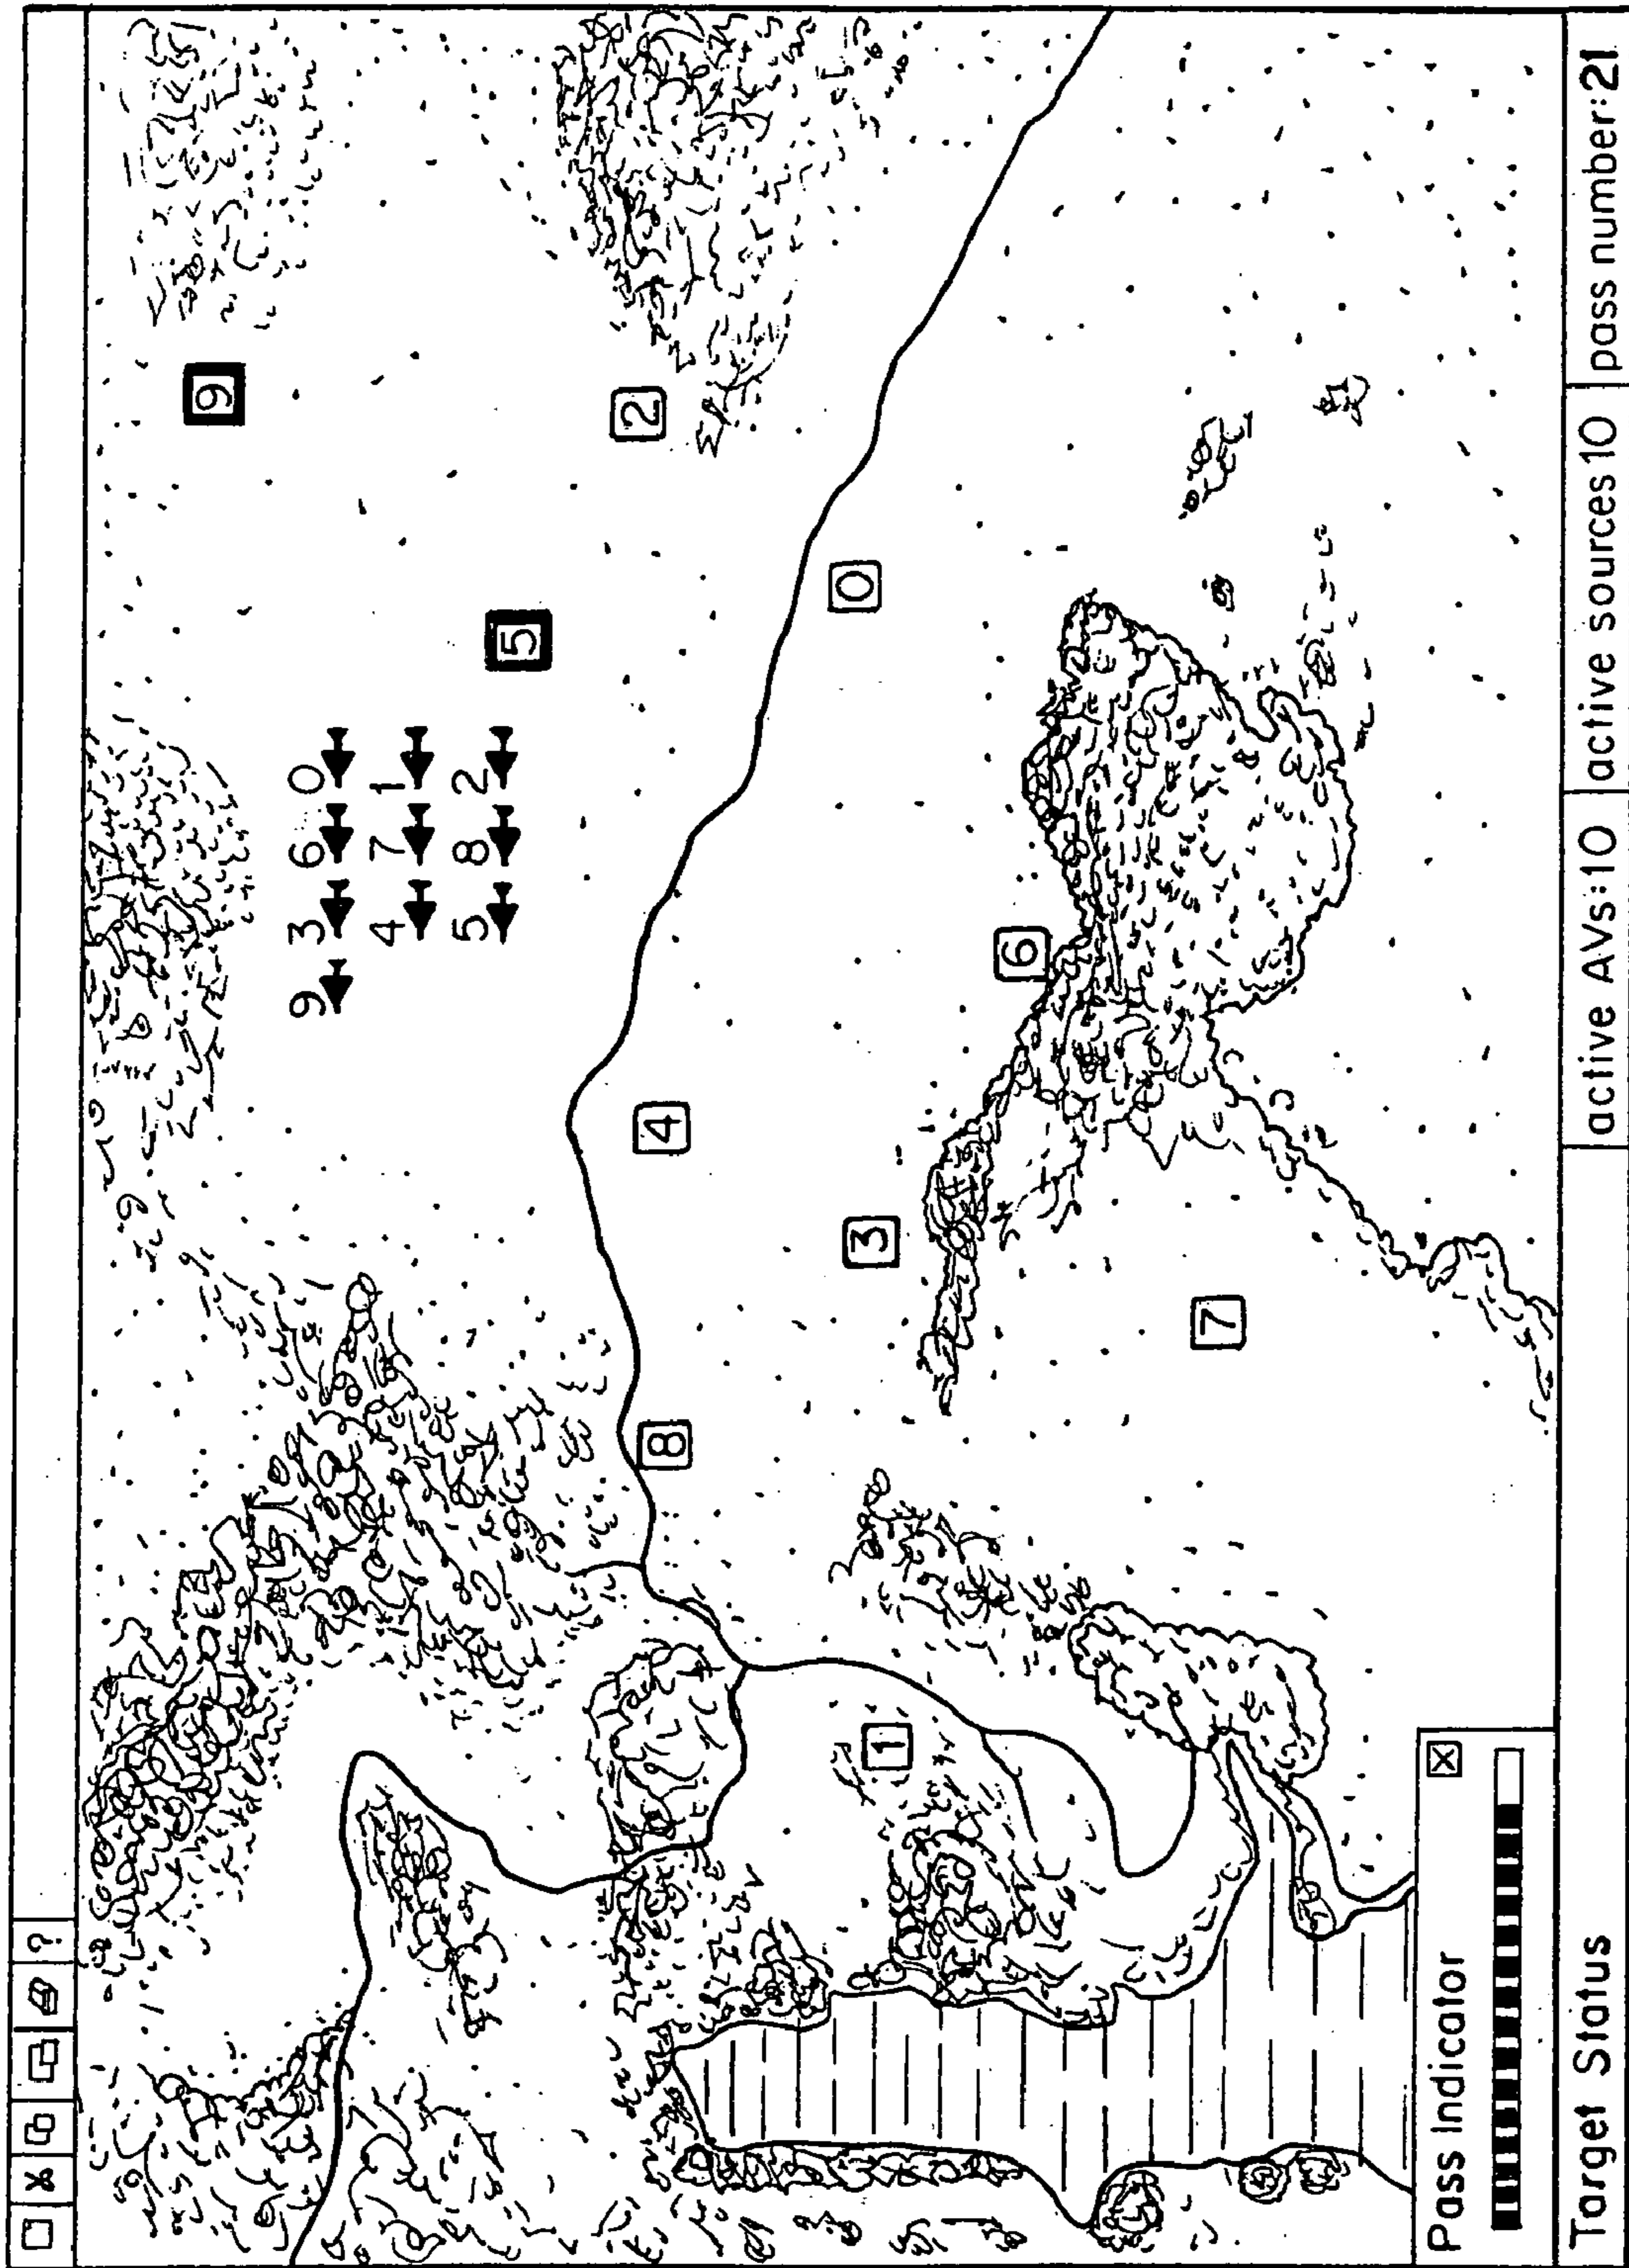 ?
9
9 3 6 0
4 7 1
5 8 2
5
8 4 2
1 3 0
6
7
Pass Indicator
Target Status active AVs:10 active sources 10 pass number:21